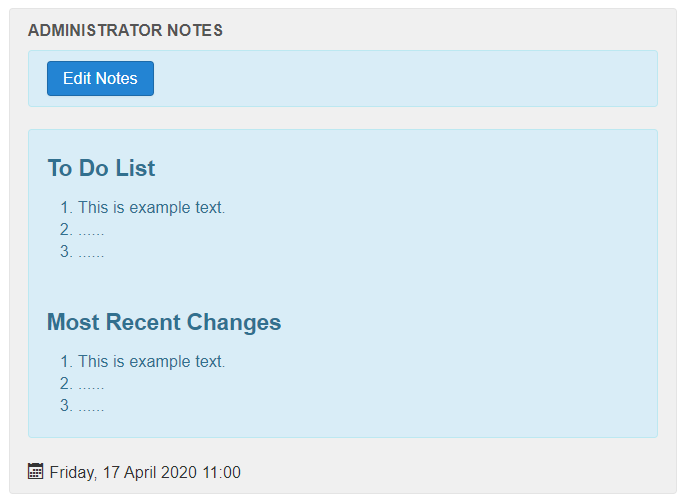 ADMINISTRATOR NOTES
Edit Notes
To Do List
1. This is example text.
2. ......
3. ......
Most Recent Changes
1. This is example text.
2. ......
3. ......
Friday, 17 April 2020 11:00